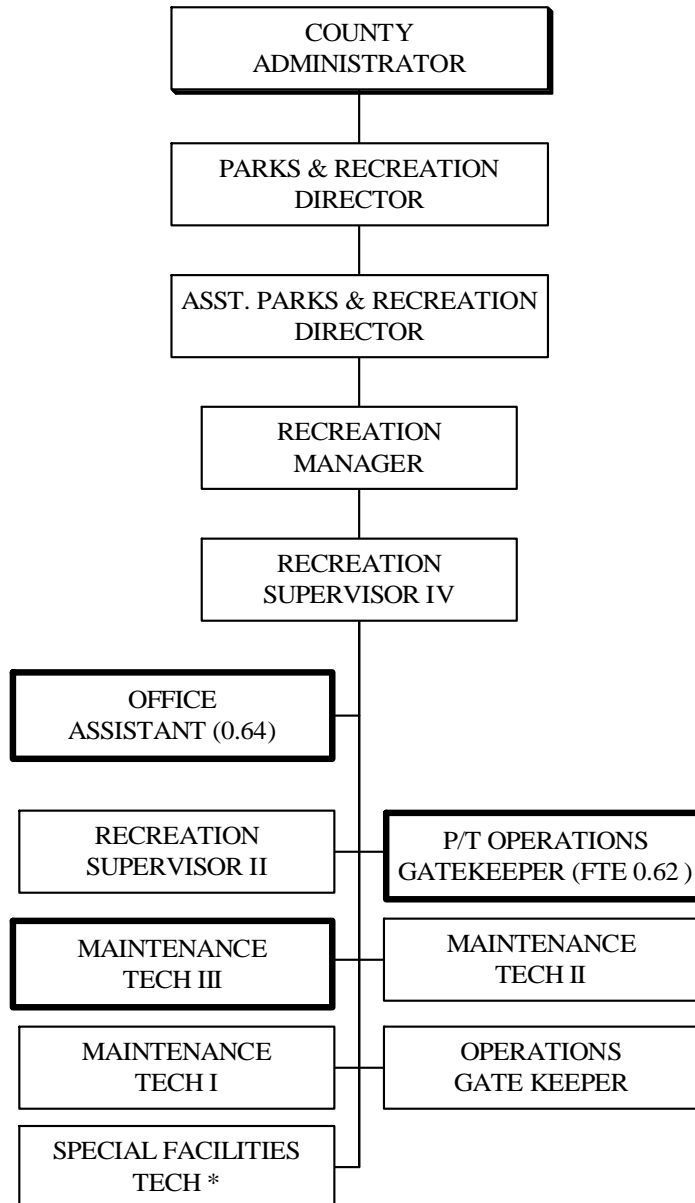 COUNTY
ADMINISTRATOR
PARKS & RECREATION
DIRECTOR
ASST. PARKS & RECREATION
DIRECTOR
RECREATION
MANAGER
RECREATION
SUPERVISOR IV
OFFICE
ASSISTANT (0.64)
RECREATION
SUPERVISOR II
P/T OPERATIONS
GATEKEEPER (FTE 0.62 )
MAINTENANCE
TECH III
MAINTENANCE
TECH II
MAINTENANCE
TECH I
OPERATIONS
GATE KEEPER
SPECIAL FACILITIES
TECH *